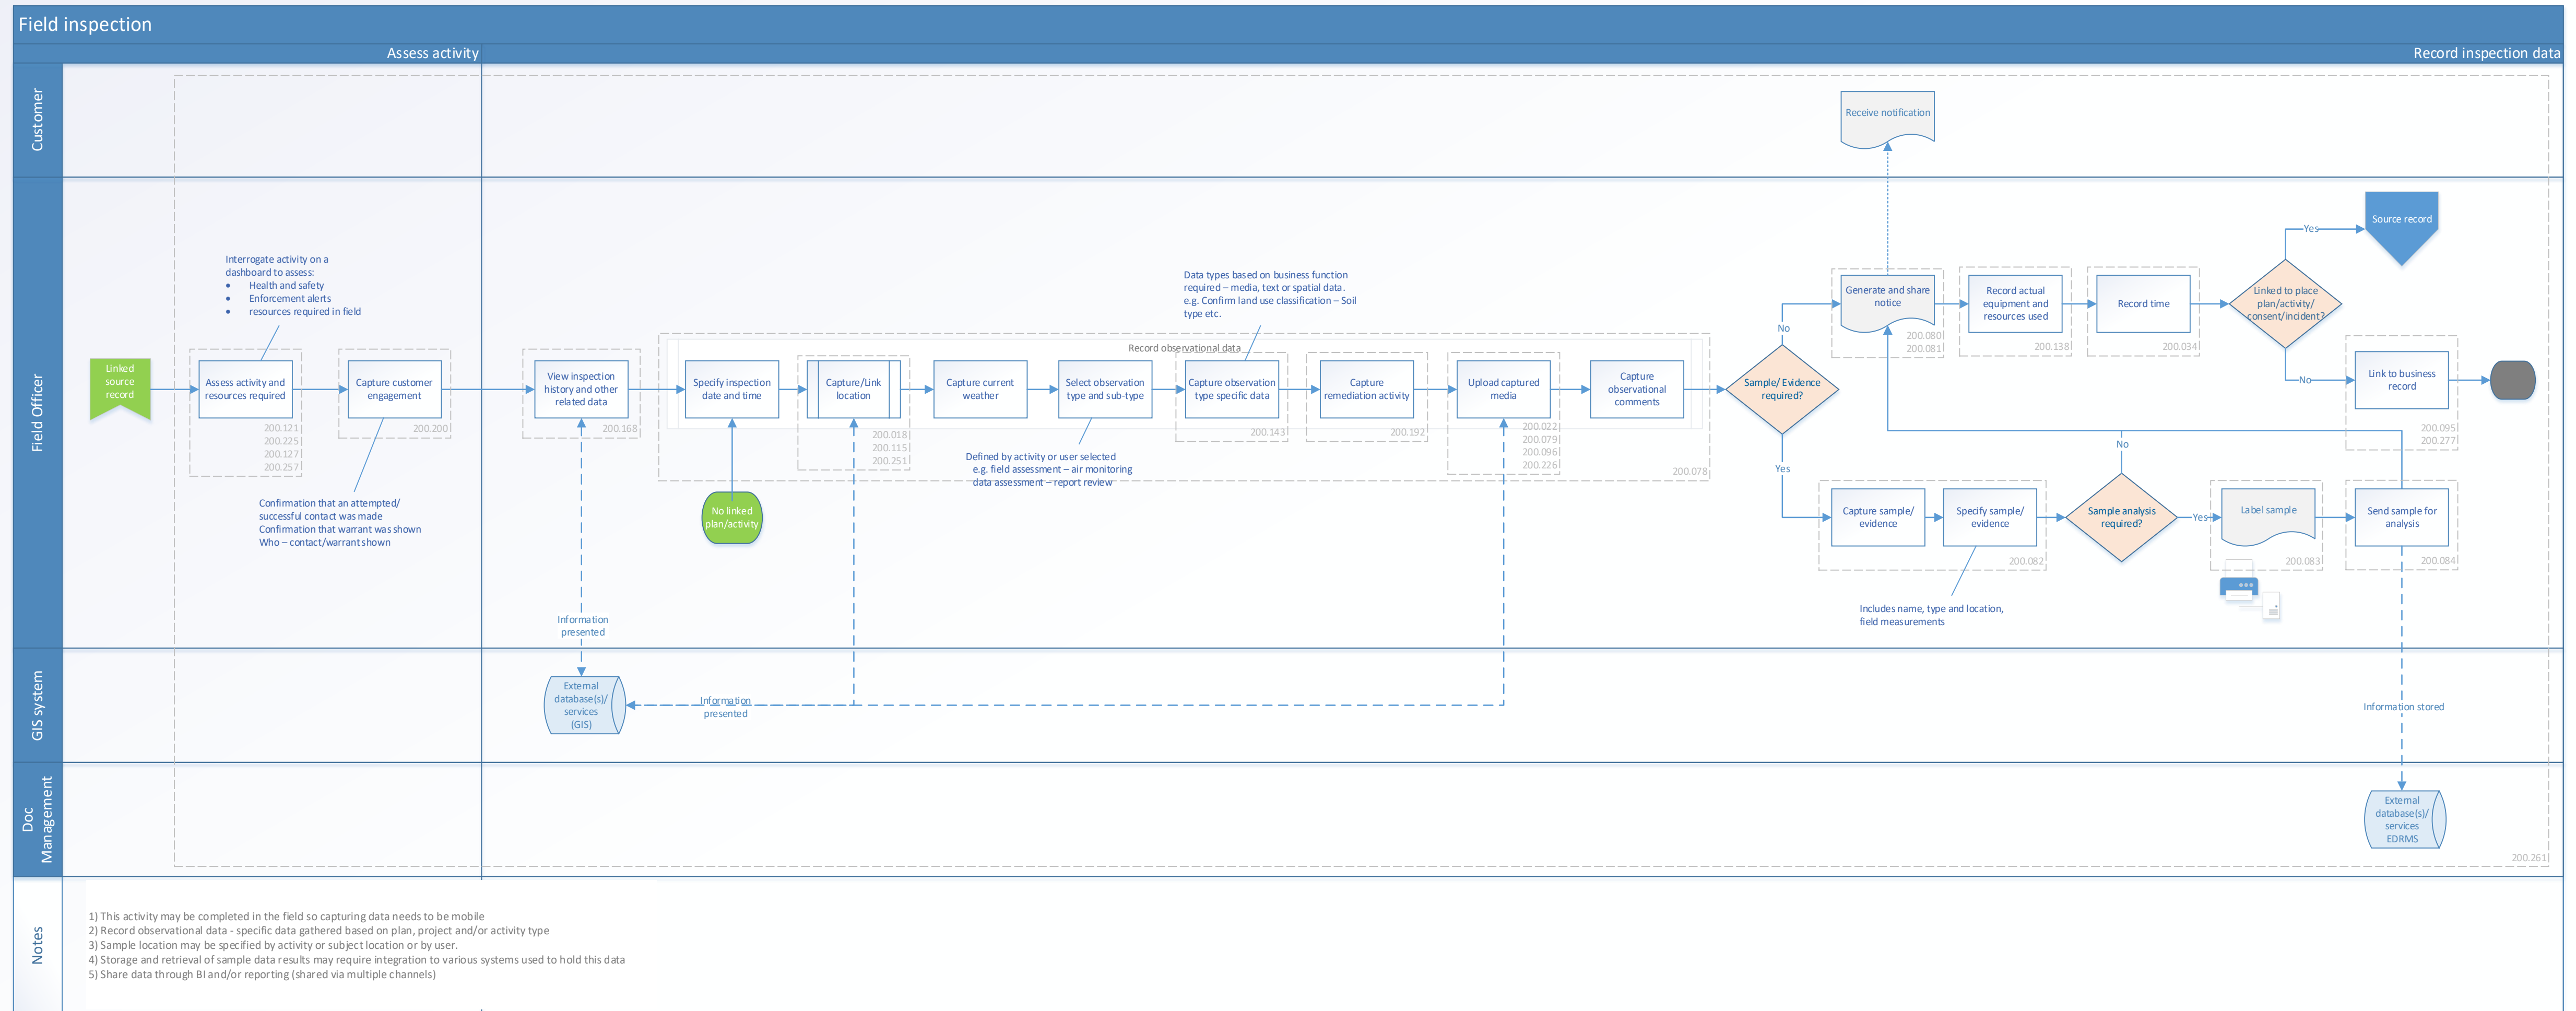 Field inspection
Assess activity
Record inspection data
Customer
Receive notification
Field Officer
Linked
source
record
Interrogate activity on a
dashboard to assess:
• Health and safety
• Enforcement alerts
• resources required in field
Assess activity and
resources required
200.121
200.225
200.127
200.257
Capture customer
engagement
200.200
Confirmation that an attempted/
successful contact was made
Confirmation that warrant was shown
Who – contact/warrant shown
View inspection
history and other
related data
200.168
Information
presented
Record observational data
Specify inspection
date and time
No linked
plan/activity
Capture/Link
location
200.018
200.115
200.251
Capture current
weather
Select observation
type and sub-type
Defined by activity or user selected
e.g. field assessment – air monitoring
data assessment – report review
Data types based on business function
required – media, text or spatial data.
e.g. Confirm land use classification – Soil
type etc.
Capture observation
type specific data
200.143
Capture
remediation activity
200.192
Upload captured
media
200.022
200.079
200.096
200.226
Capture
observational
comments
200.078
Sample/ Evidence
required?
No
Yes
Generate and share
notice
200.080
200.081
Record actual
equipment and
resources used
200.138
Record time
200.034
Linked to place
plan/activity/
consent/incident?
Yes
Source record
No
Link to business
record
200.095
200.277
Capture sample/
evidence
Specify sample/
evidence
200.082
Includes name, type and location,
field measurements
Sample analysis
required?
No
Yes
Label sample
200.083
Send sample for
analysis
200.084
GIS system
External
database(s)/
services
(GIS)
Information
presented
Information stored
Doc
Management
External
database(s)/
services
EDRMS
200.261
Notes
1) This activity may be completed in the field so capturing data needs to be mobile
2) Record observational data - specific data gathered based on plan, project and/or activity type
3) Sample location may be specified by activity or subject location or by user.
4) Storage and retrieval of sample data results may require integration to various systems used to hold this data
5) Share data through BI and/or reporting (shared via multiple channels)